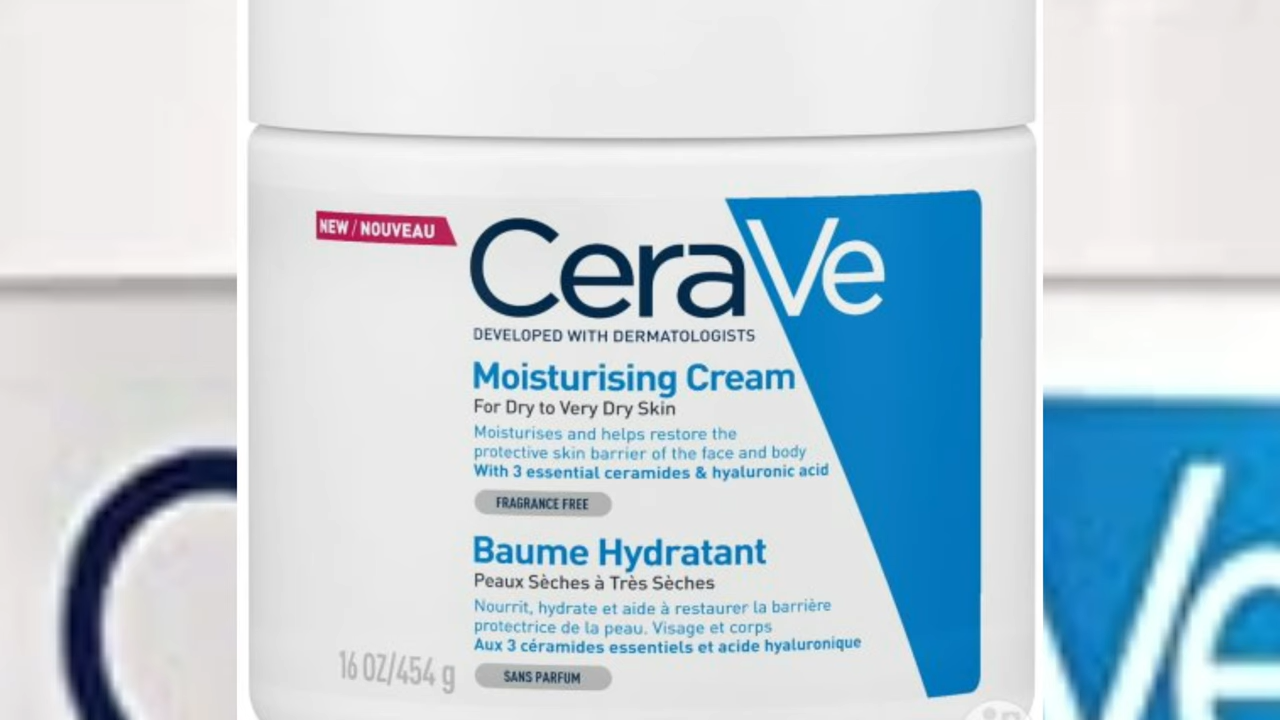 NEW / NOUVEAU
CeraVe
DEVELOPED WITH DERMATOLOGISTS
Moisturising Cream
For Dry to Very Dry Skin
Moisturises and helps restore the
protective skin barrier of the face and body
With 3 essential ceramides & hyaluronic acid
FRAGRANCE FREE
Baume Hydratant
Peaux Sèches à Très Sèches
Nourrit, hydrate et aide à restaurer la barrière
protectrice de la peau. Visage et corps
Aux 3 céramides essentiels et acide hyaluronique
16 OZ/454 g
SANS PARFUM
C
Ve